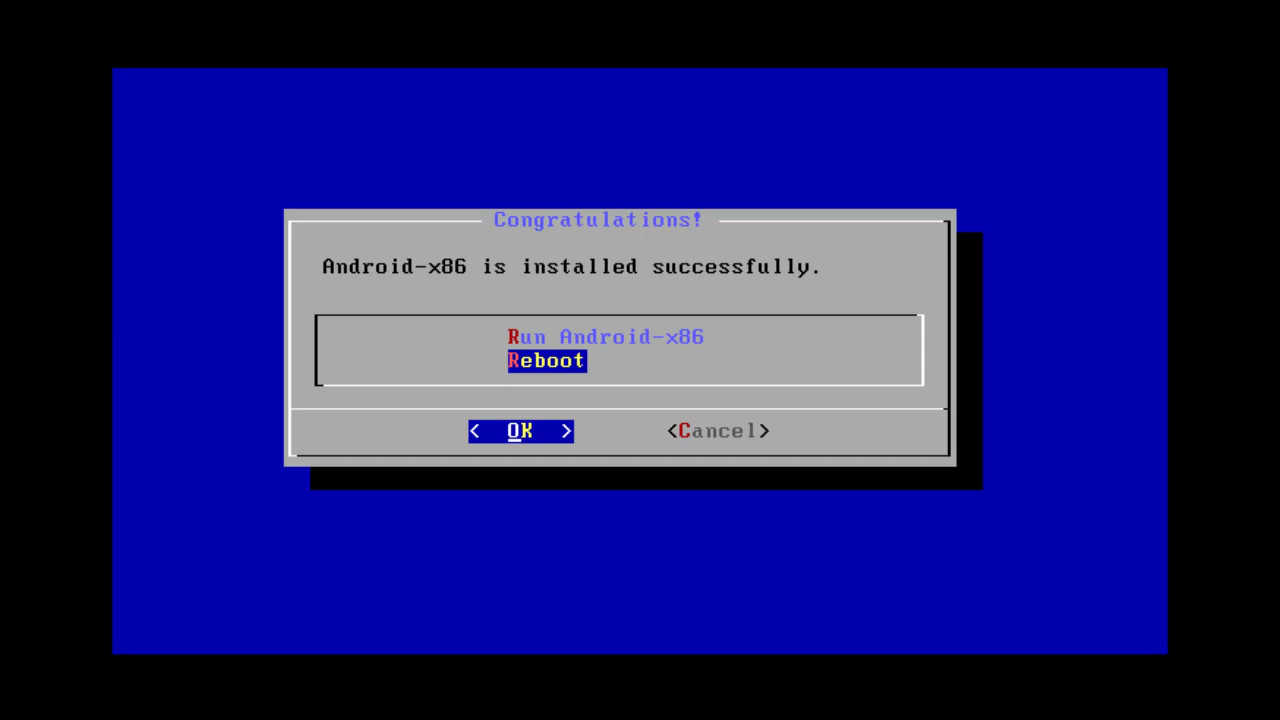 Congratulations!
Android-x86 is installed successfully.
Run Android-x86
Reboot
< OK > <Cancel>